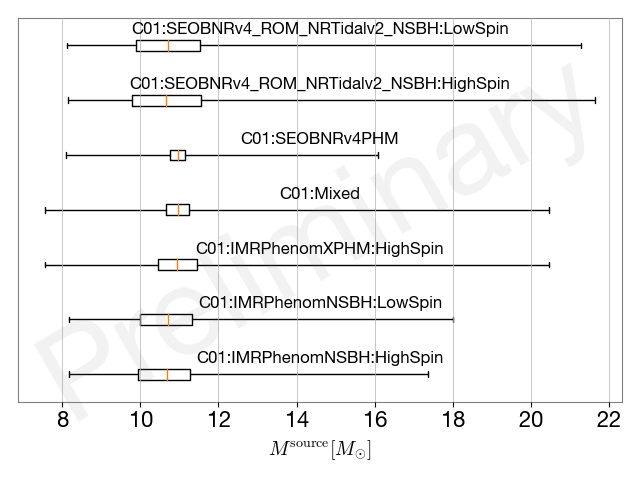 C01:SEOBNRv4_ROM_NRTidalv2_NSBH:LowSpin
C01:SEOBNRv4_ROM_NRTidalv2_NSBH:HighSpin
C01:SEOBNRv4PHM
C01:Mixed
C01:IMRPhenomXPHM:HighSpin
C01:IMRPhenomNSBH:LowSpin
C01:IMRPhenomNSBH:HighSpin
Preliminary
8 10 12 14 16 18 20 22
M^source[M_⊙]